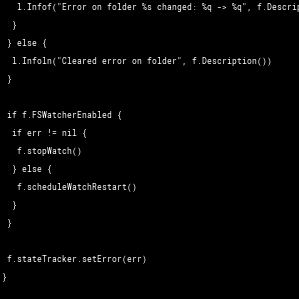 l.Infof("Error on folder %s changed: %q -> %q", f.Descrip
}
} else {
l.Infoln("Cleared error on folder", f.Description())
}

if f.FSWatcherEnabled {
if err != nil {
f.stopWatch()
} else {
f.scheduleWatchRestart()
}
}

f.stateTracker.setError(err)
}